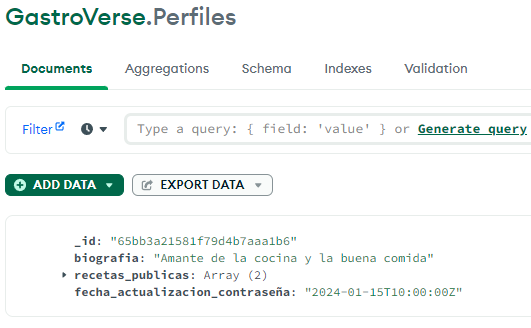 GastroVerse.Perfiles
Documents Aggregations Schema Indexes Validation
Filter Type a query: { field: 'value' } or Generate query
ADD DATA EXPORT DATA
_id: "65bb3a21581f79d4b7aaa1b6"
biografia: "Amante de la cocina y la buena comida"
recetas_publicas: Array (2)
fecha_actualizacion_contraseña: "2024-01-15T10:00:00Z"